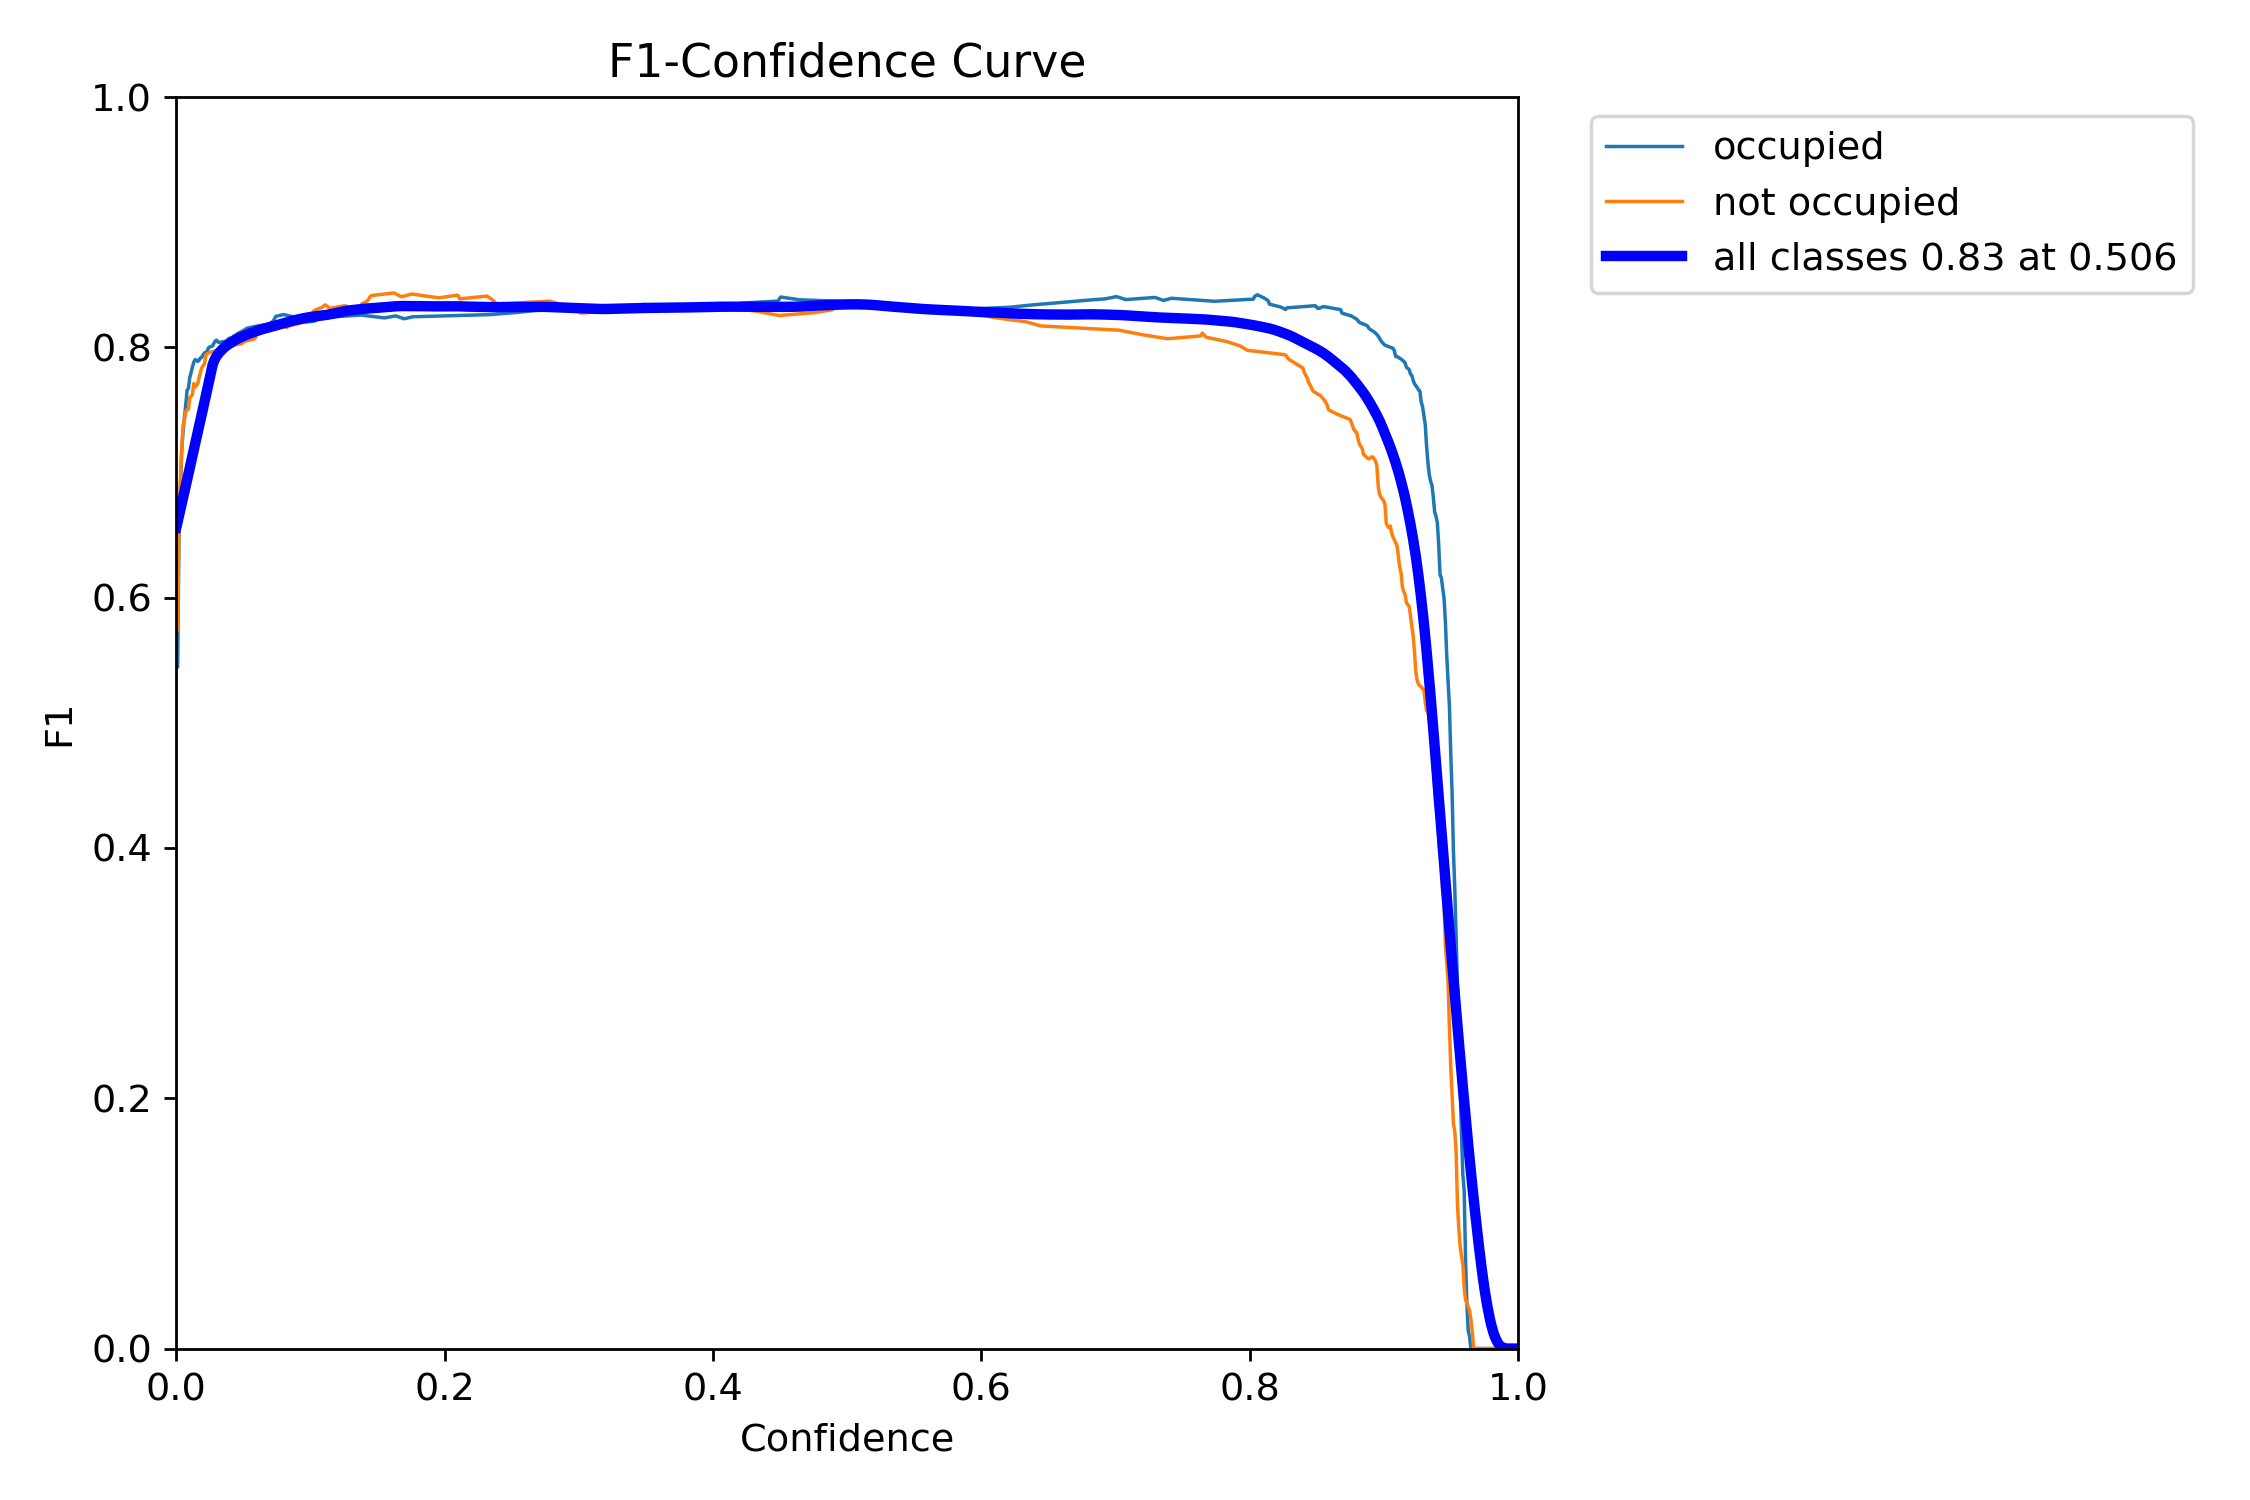 F1-Confidence Curve
1.0
0.8
0.6
0.4
0.2
0.0
F1
0.0 0.2 0.4 0.6 0.8 1.0
Confidence
occupied
not occupied
all classes 0.83 at 0.506